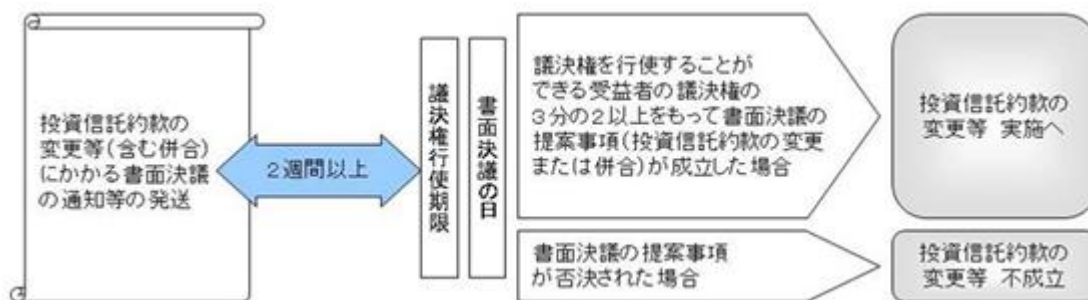 投資信託約款の
変更等(含む併合)
にかかる書面決議
の通知等の発送
2週間以上
議決権行使期限
書面決議の日
議決権を行使することが
できる受益者の議決権の
3分の2以上をもって書面決議の
提案事項(投資信託約款の変更
または併合)が成立した場合
投資信託約款の
変更等 実施へ
書面決議の提案事項
が否決された場合
投資信託約款の
変更等 不成立